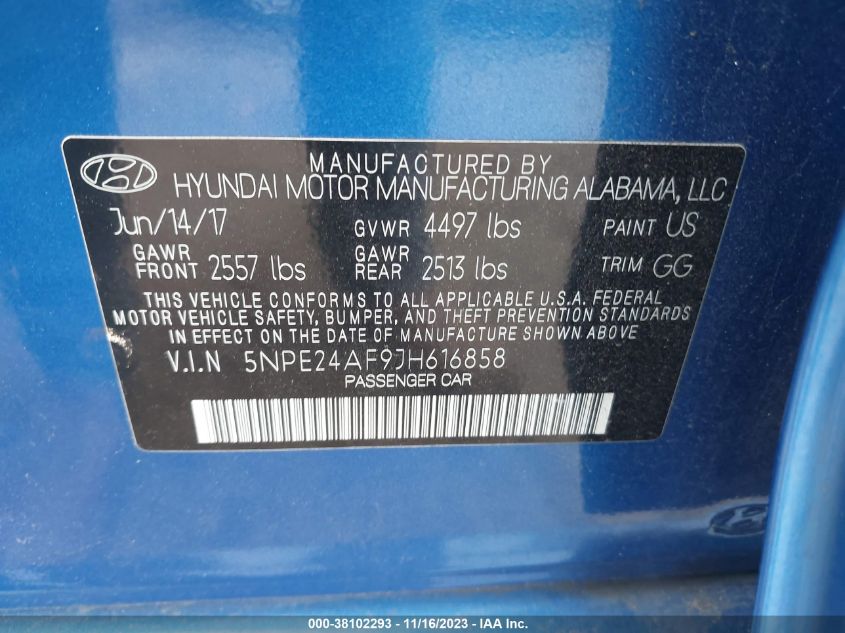 MANUFACTURED BY
HYUNDAI MOTOR MANUFACTURING ALABAMA, LLC
Jun/14/17 GVWR 4497 lbs PAINT US
GAWR FRONT 2557 lbs GAWR REAR 2513 lbs TRIM GG
THIS VEHICLE CONFORMS TO ALL APPLICABLE U.S.A. FEDERAL
MOTOR VEHICLE SAFETY, BUMPER, AND THEFT PREVENTION STANDARDS
IN EFFECT ON THE DATE OF MANUFACTURE SHOWN ABOVE
V.I.N 5NPE24AF9JH616858
PASSENGER CAR
000-38102293 - 11/16/2023 - IAA Inc.